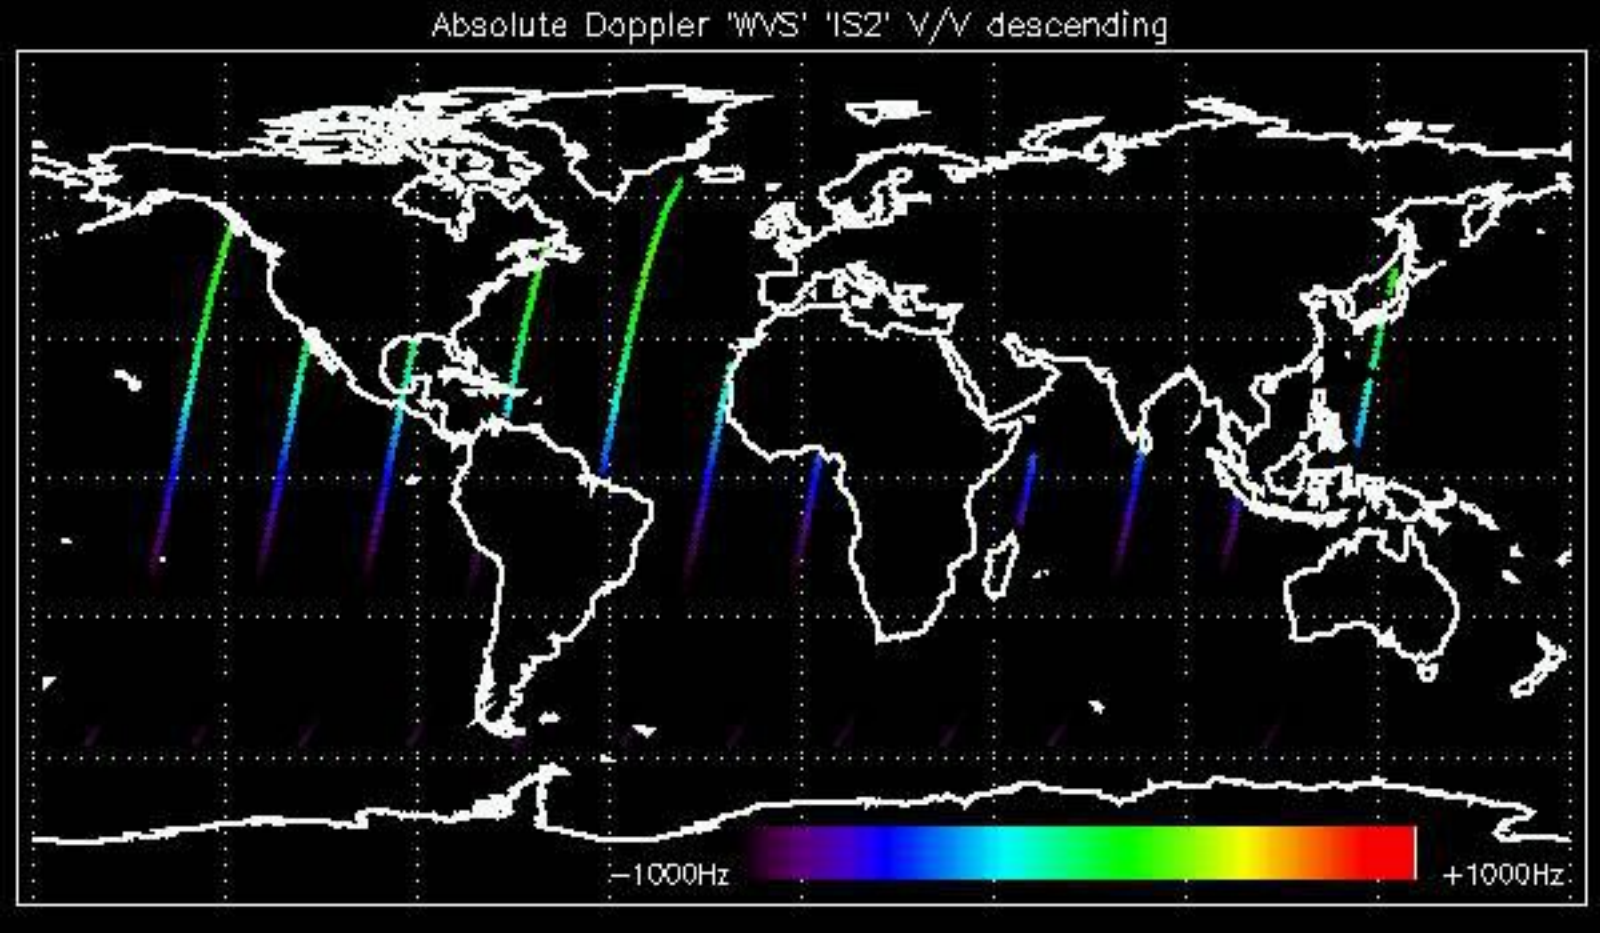 Absolute Doppler 'WVS' 'IS2' V/V descending
−1000Hz +1000Hz